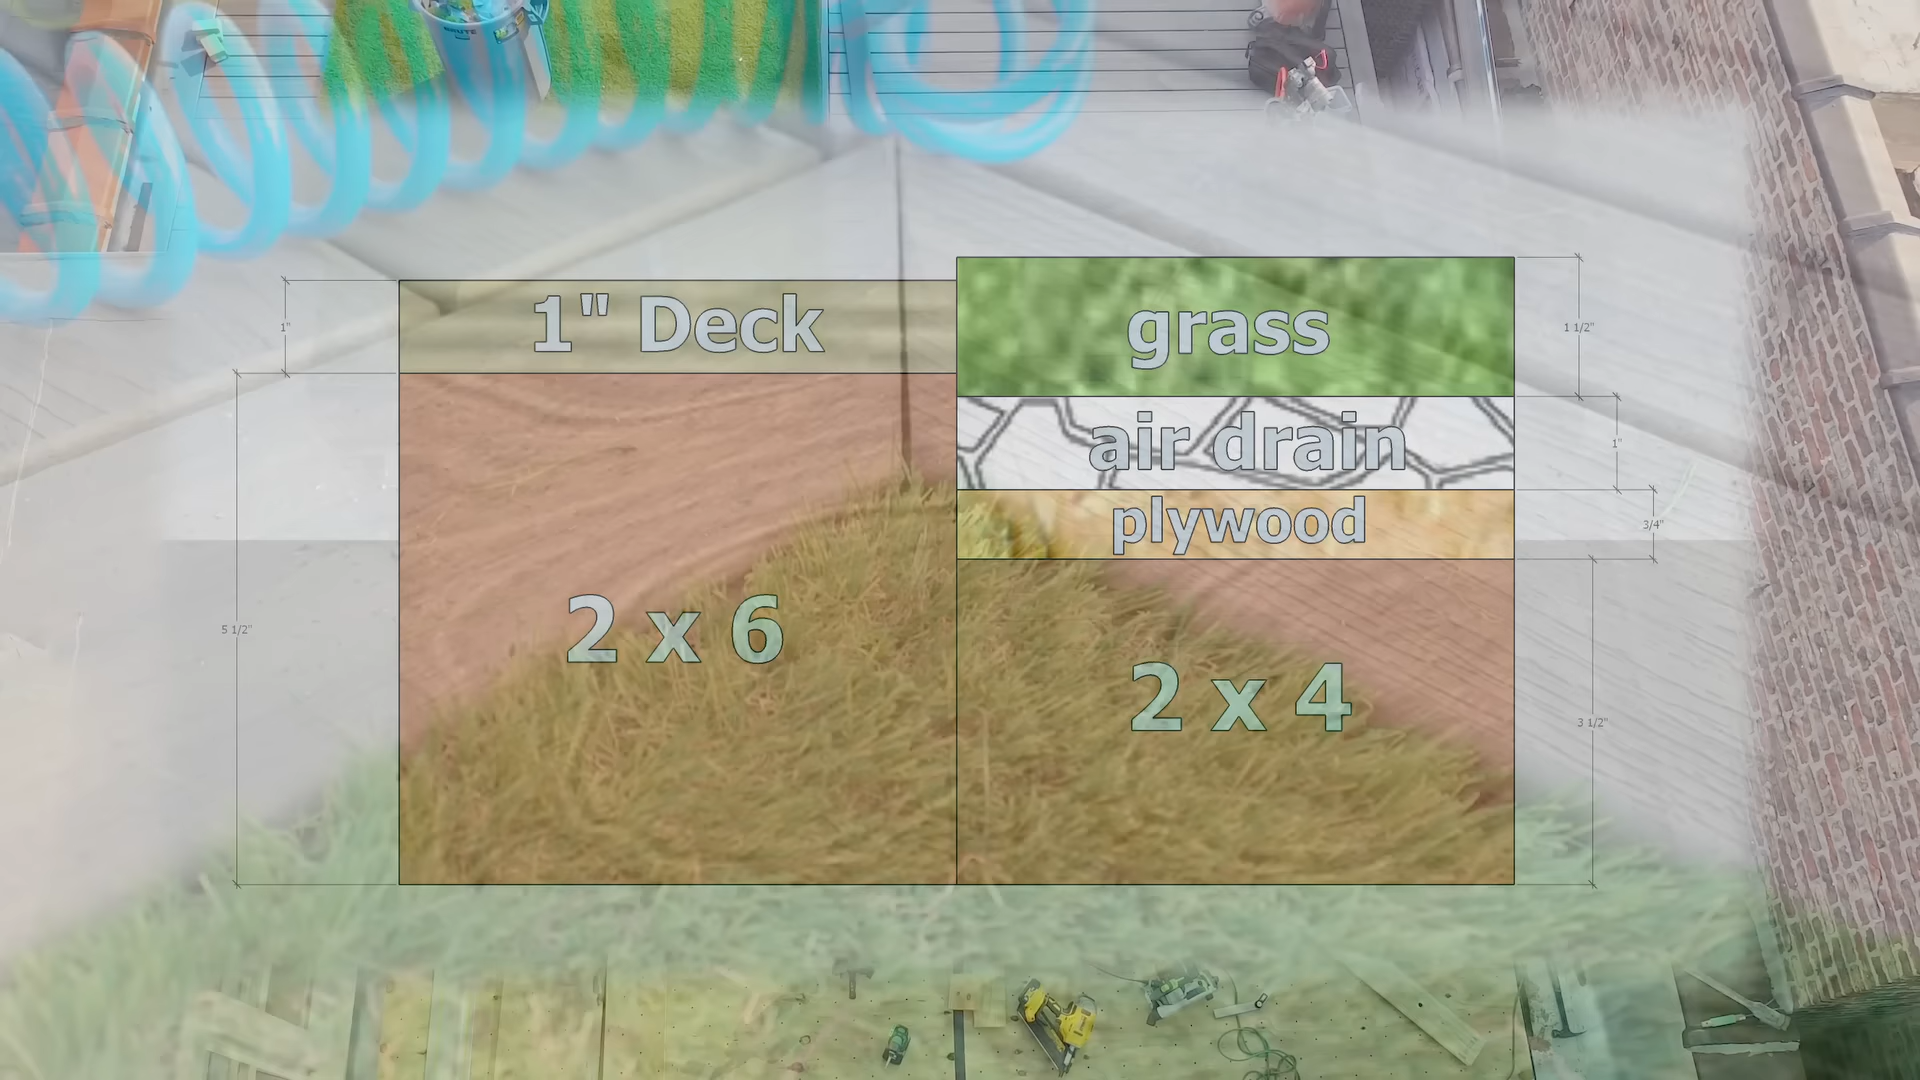 BRUTE
1" Deck
grass
1"
1 1/2"
air drain
1"
plywood
3/4"
2 x 6
5 1/2"
2 x 4
3 1/2"